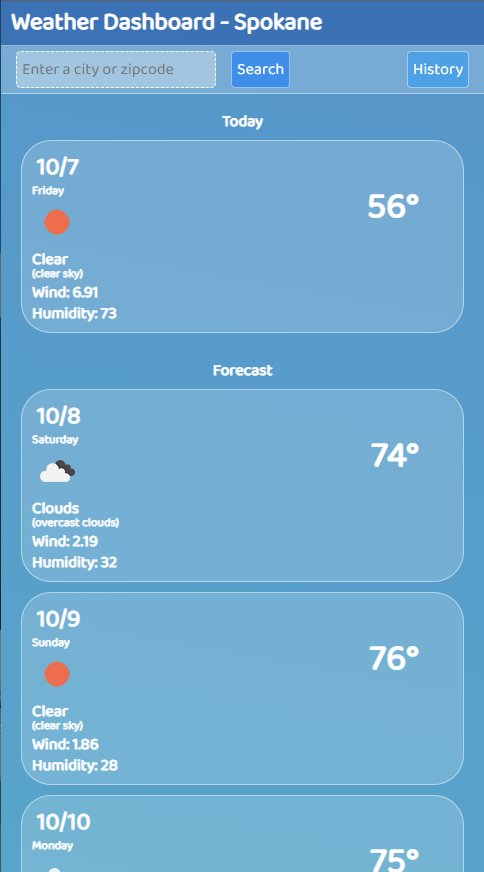 Weather Dashboard - Spokane
Enter a city or zipcode
Search
History
Today
10/7
Friday
56°
Clear
(clear sky)
Wind: 6.91
Humidity: 73
Forecast
10/8
Saturday
74°
Clouds
(overcast clouds)
Wind: 2.19
Humidity: 32
10/9
Sunday
76°
Clear
(clear sky)
Wind: 1.86
Humidity: 28
10/10
Monday
75°